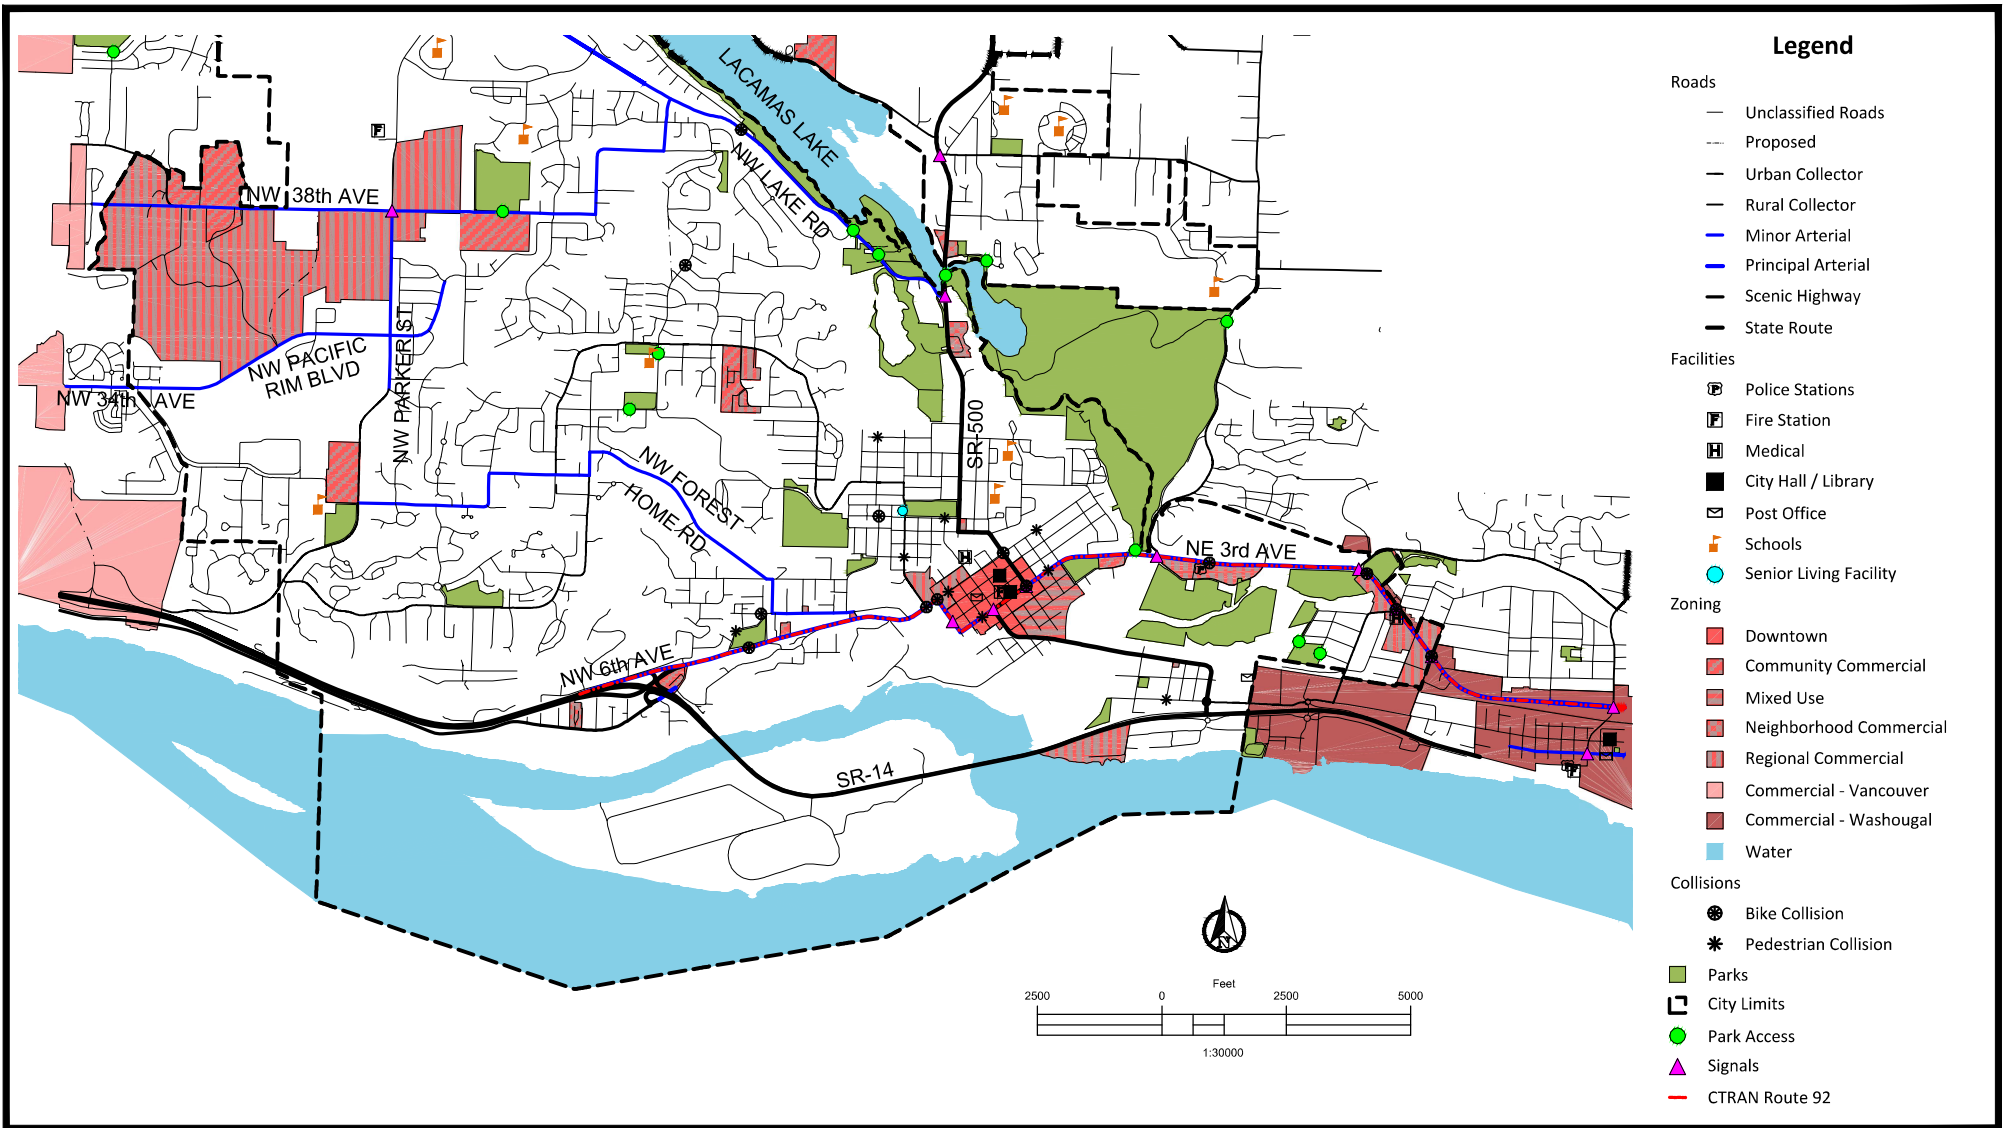 LACAMAS LAKE
NW LAKE RD
NW 38th AVE
NW PACIFIC
RIM BLVD
NW PARKER ST
NW 34th AVE
NW FOREST
HOME RD
SR-500
NE 3rd AVE
NW 6th AVE
SR-14
F
H
N
Feet
2500 0 2500 5000
1:30000
Legend
Roads
Unclassified Roads
Proposed
Urban Collector
Rural Collector
Minor Arterial
Principal Arterial
Scenic Highway
State Route
Facilities
P Police Stations
F Fire Station
H Medical
City Hall / Library
Post Office
Schools
Senior Living Facility
Zoning
Downtown
Community Commercial
Mixed Use
Neighborhood Commercial
Regional Commercial
Commercial - Vancouver
Commercial - Washougal
Water
Collisions
Bike Collision
Pedestrian Collision
Parks
City Limits
Park Access
Signals
CTRAN Route 92